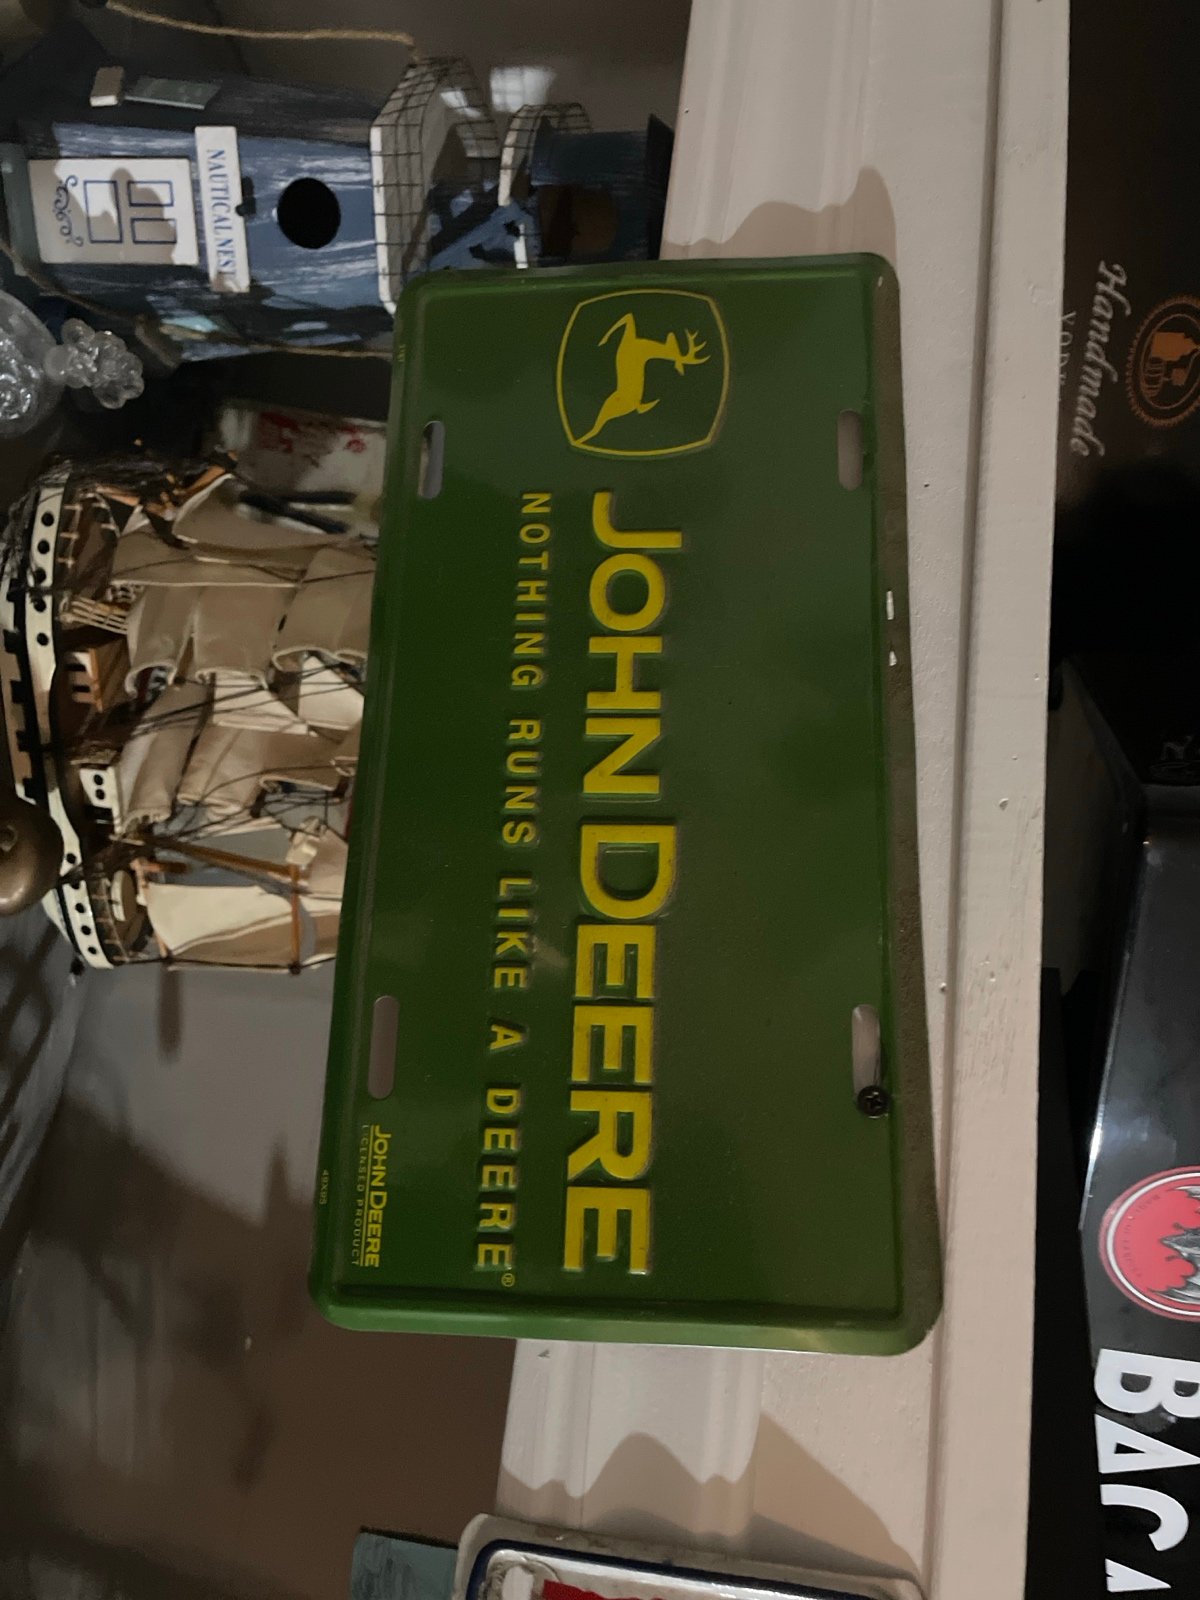 Handmade
BAC
JOHN DEERE
NOTHING RUNS LIKE A DEERE®
JOHN DEERE
LICENSED PRODUCT
NAUTICAL NEST